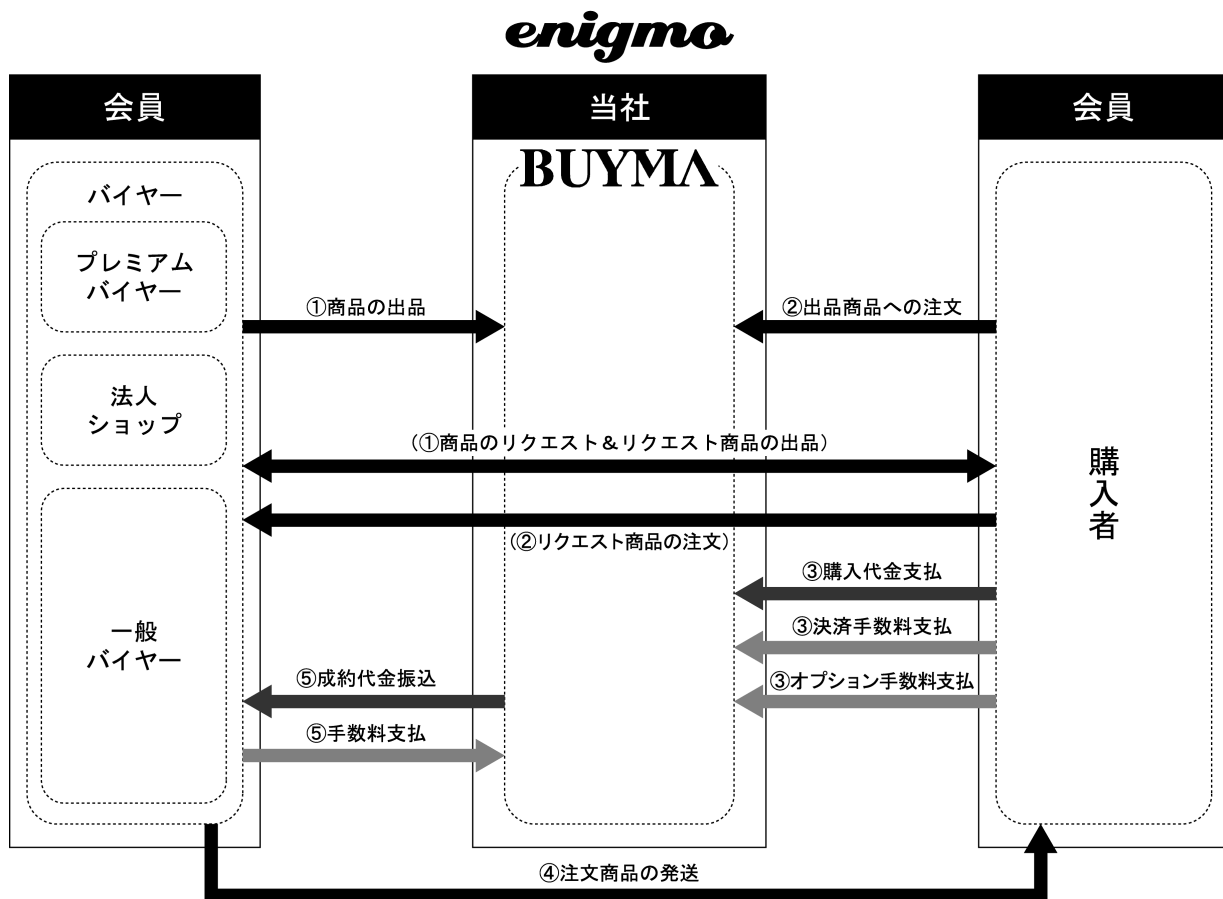 enigmo
会員
当社
会員
BUYMA
バイヤー
プレミアム
バイヤー
①商品の出品
②出品商品への注文
法人
ショップ
(①商品のリクエスト＆リクエスト商品の出品)
購入者
(②リクエスト商品の注文)
③購入代金支払
一般
バイヤー
③決済手数料支払
⑤成約代金振込
③オプション手数料支払
⑤手数料支払
④注文商品の発送